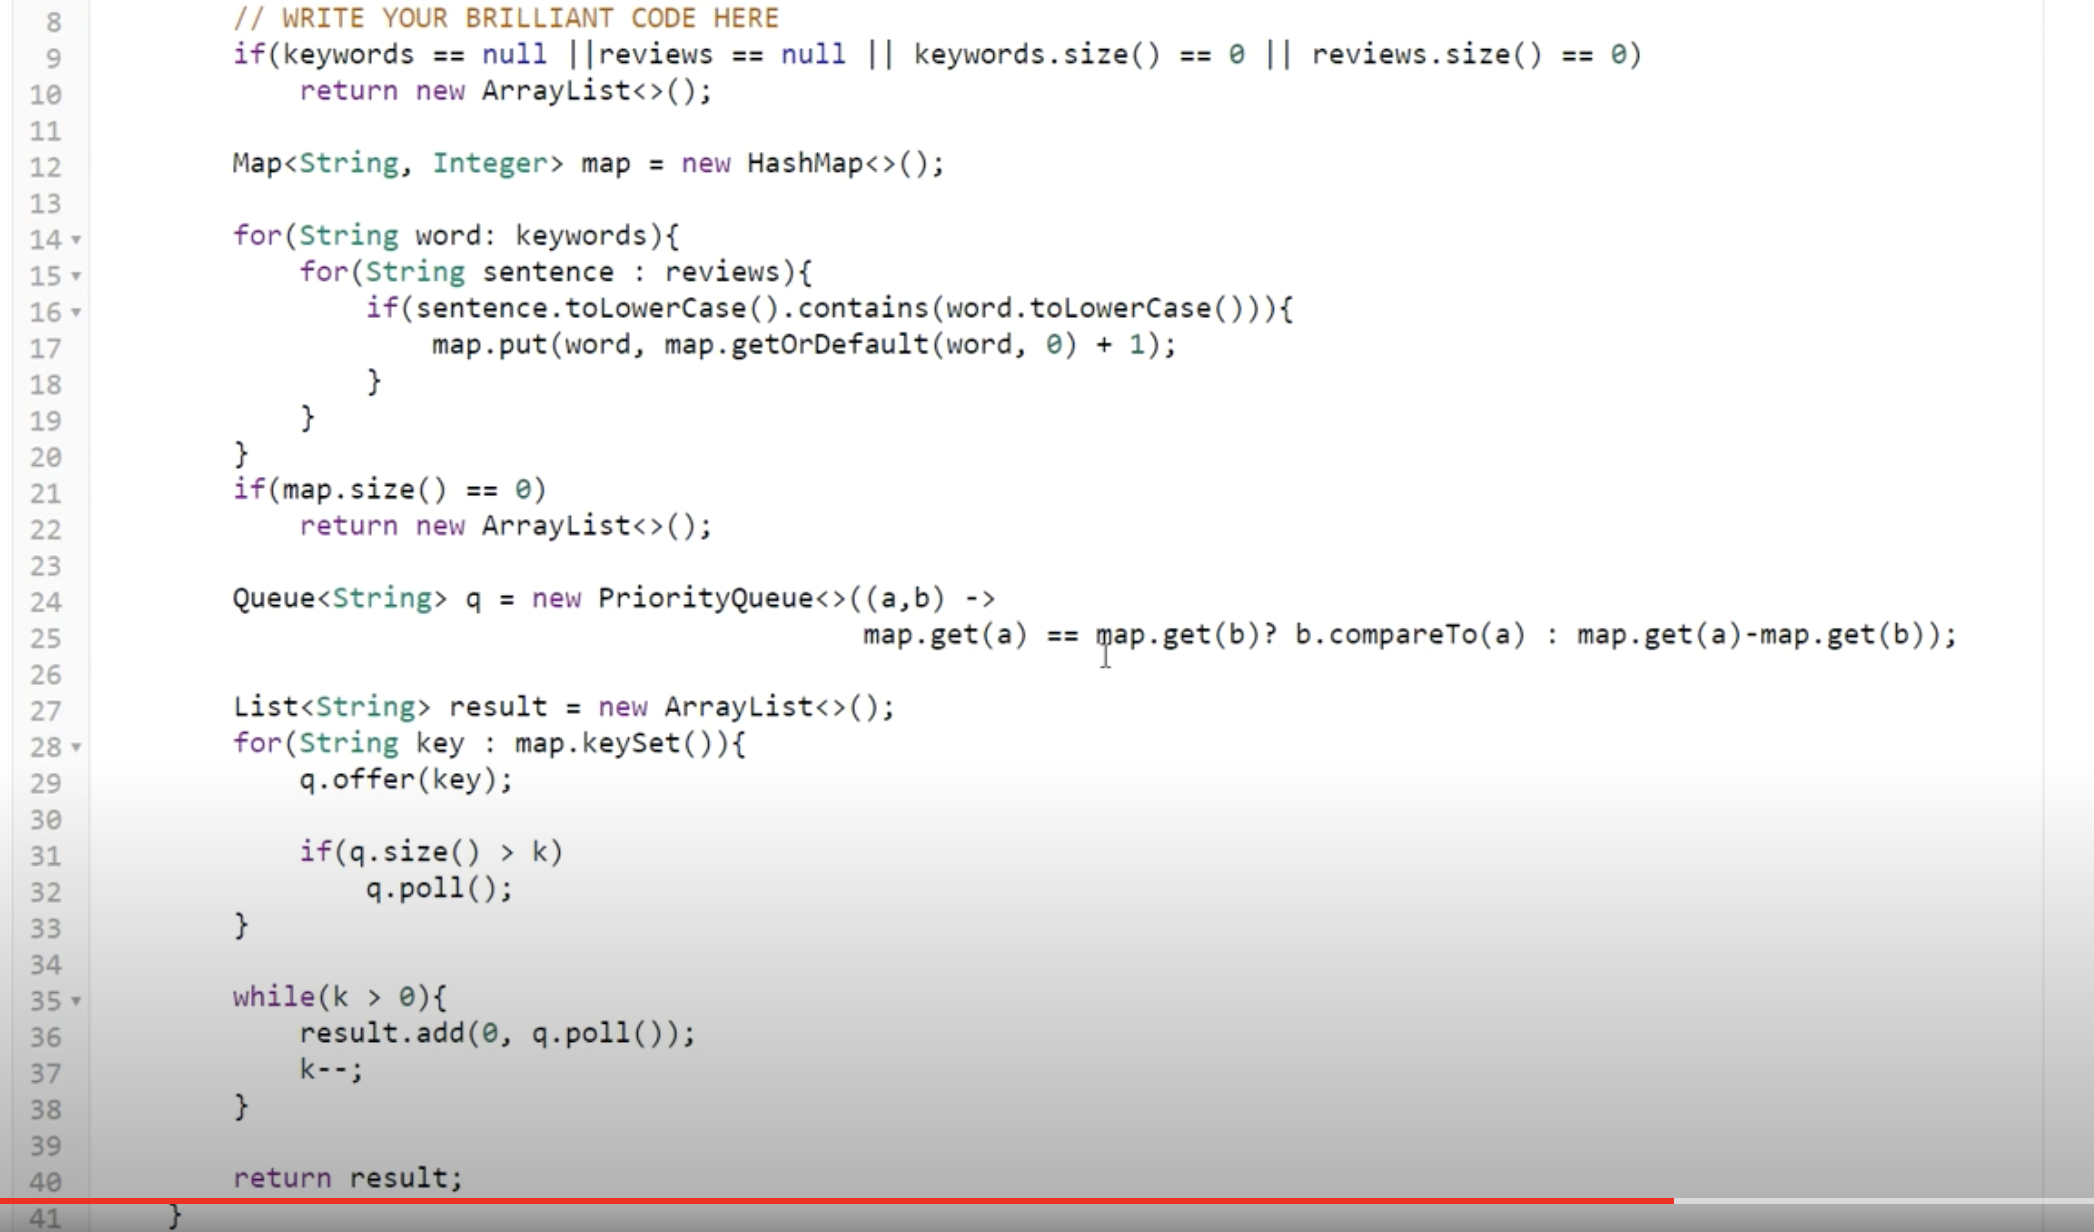 8 // WRITE YOUR BRILLIANT CODE HERE
9 if(keywords == null ||reviews == null || keywords.size() == 0 || reviews.size() == 0)
10 return new ArrayList<>();
11
12 Map<String, Integer> map = new HashMap<>();
13
14 for(String word: keywords){
15 for(String sentence : reviews){
16 if(sentence.toLowerCase().contains(word.toLowerCase())){
17 map.put(word, map.getOrDefault(word, 0) + 1);
18 }
19 }
20 }
21 if(map.size() == 0)
22 return new ArrayList<>();
23
24 Queue<String> q = new PriorityQueue<>((a,b) ->
25 map.get(a) == map.get(b)? b.compareTo(a) : map.get(a)-map.get(b));
26
27 List<String> result = new ArrayList<>();
28 for(String key : map.keySet()){
29 q.offer(key);
30
31 if(q.size() > k)
32 q.poll();
33 }
34
35 while(k > 0){
36 result.add(0, q.poll());
37 k--;
38 }
39
40 return result;
41 }